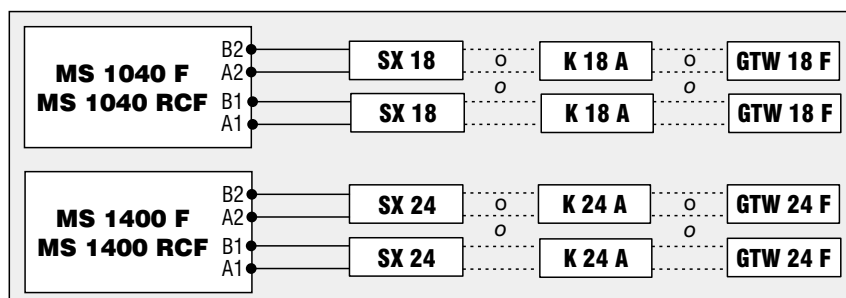 B2 SX 18 o K 18 A o GTW 18 F
MS 1040 F A2 o o
MS 1040 RCF B1 SX 18 K 18 A GTW 18 F
A1
B2 SX 24 o K 24 A o GTW 24 F
MS 1400 F A2 o o
MS 1400 RCF B1 SX 24 K 24 A GTW 24 F
A1